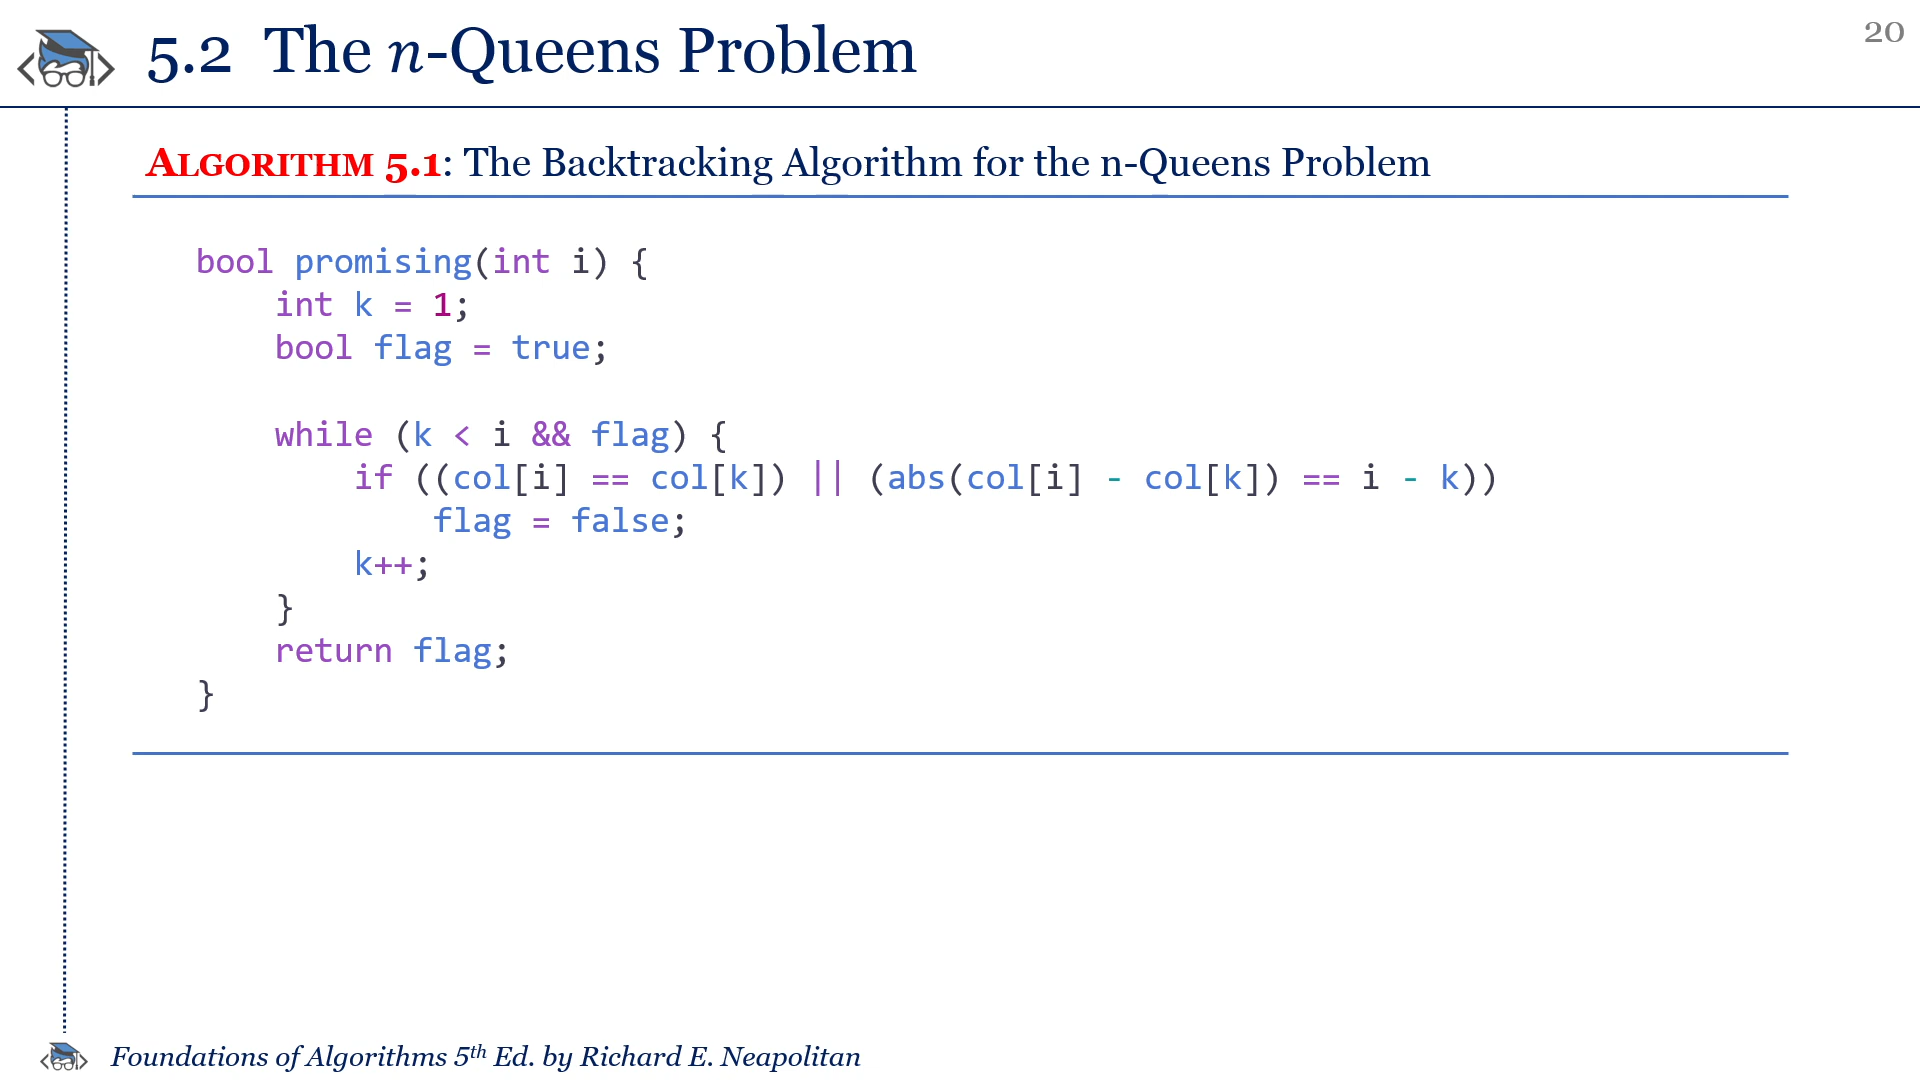 5.2 The n-Queens Problem
20
ALGORITHM 5.1: The Backtracking Algorithm for the n-Queens Problem
bool promising(int i) {
    int k = 1;
    bool flag = true;

    while (k < i && flag) {
        if ((col[i] == col[k]) || (abs(col[i] - col[k]) == i - k))
            flag = false;
        k++;
    }
    return flag;
}
Foundations of Algorithms 5th Ed. by Richard E. Neapolitan